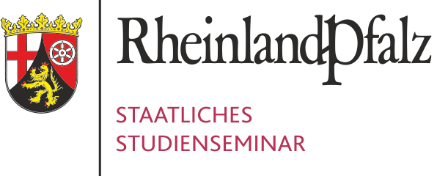 RheinlandPfalz
STAATLICHES
STUDIENSEMINAR